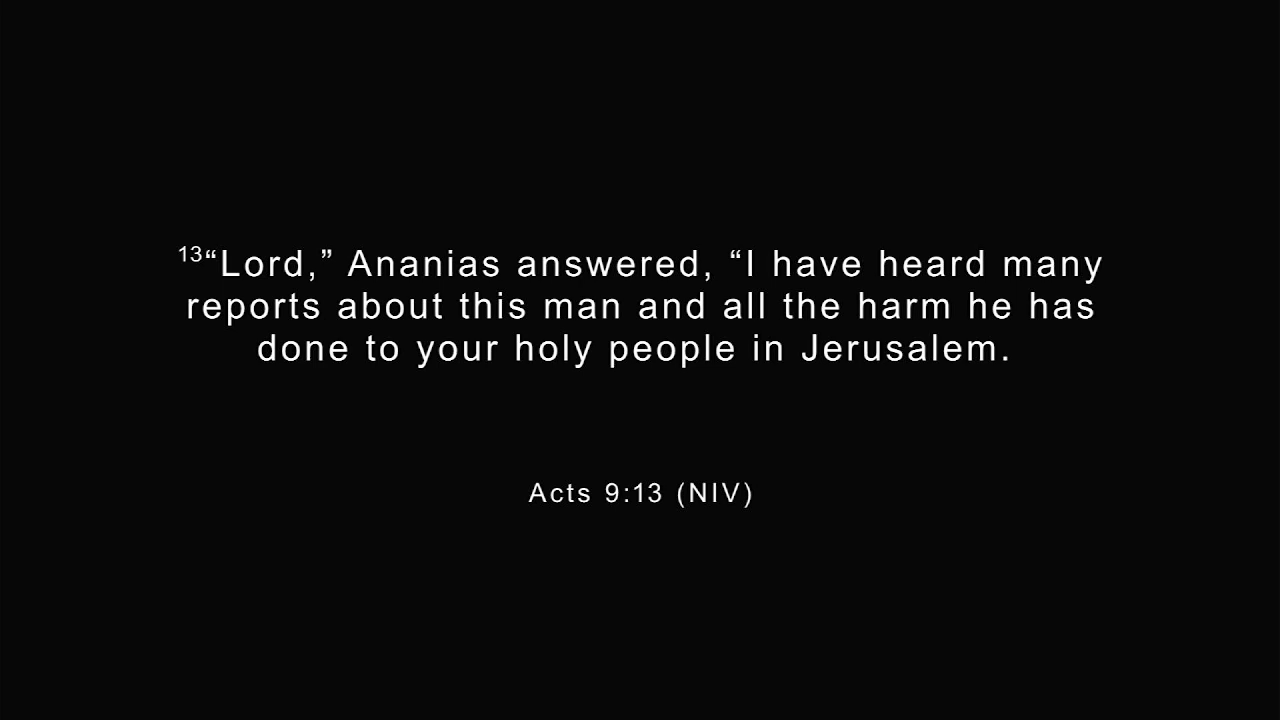 13“Lord,” Ananias answered, “I have heard many
reports about this man and all the harm he has
done to your holy people in Jerusalem.
Acts 9:13 (NIV)